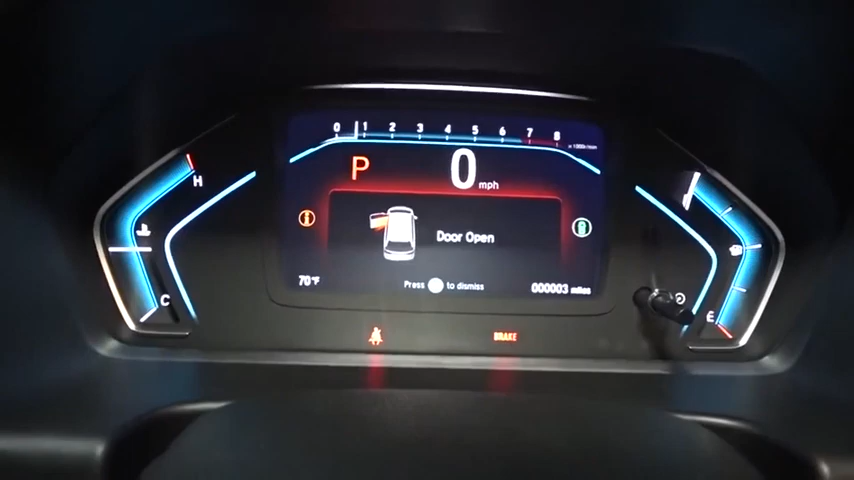 0 1 2 3 4 5 6 7 8
x 1000r/min
P 0 mph
H
Door Open
C
70°F
Press to dismiss
000003 miles
E
BRAKE